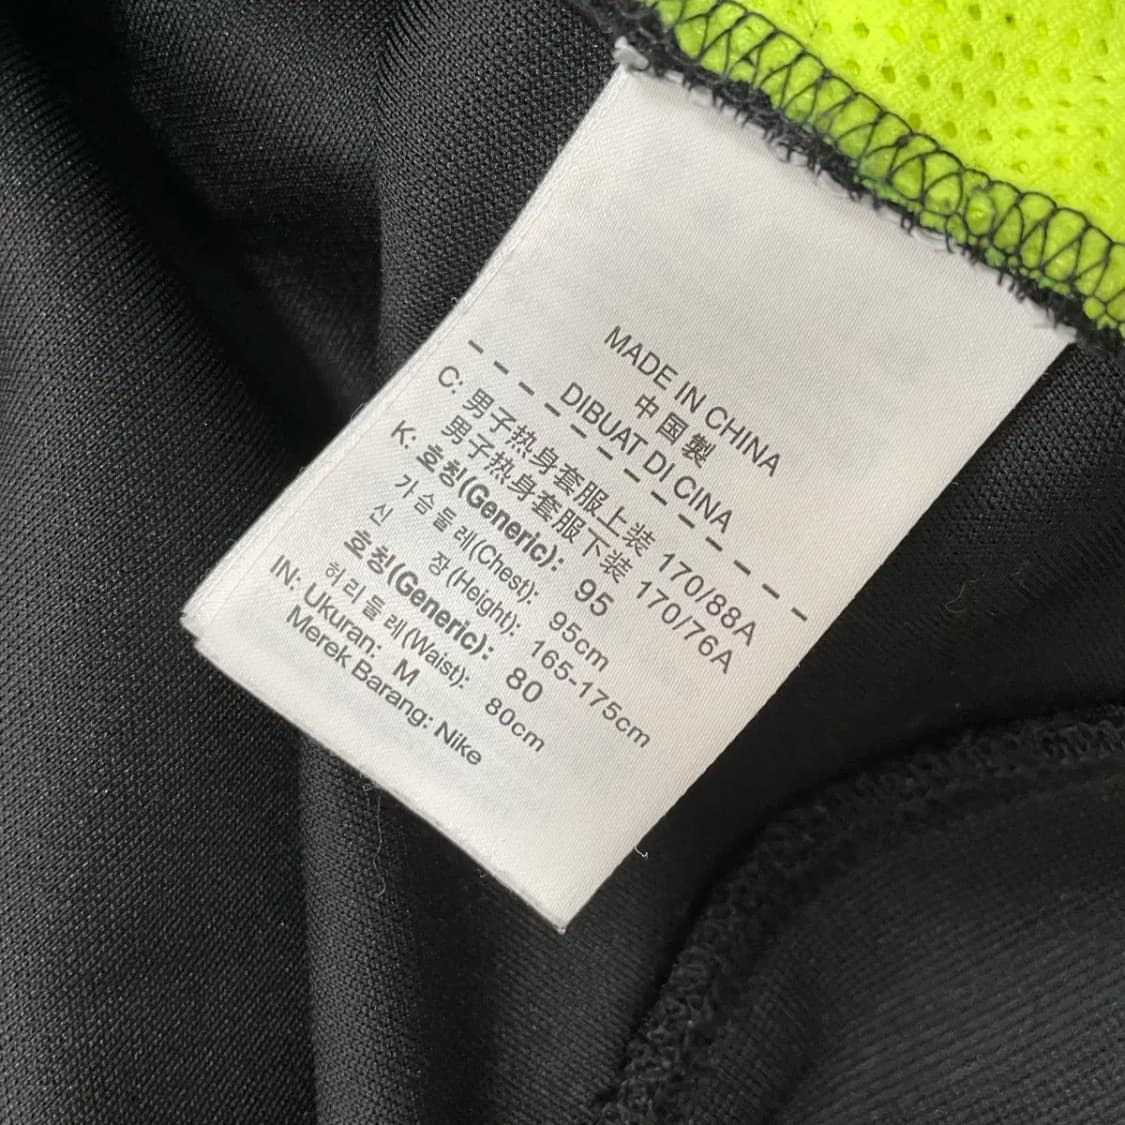 MADE IN CHINA
中国製
DIBUAT DI CINA
C: 男子热身套服上装 170/88A
男子热身套服下装 170/76A
K: 호칭(Generic): 95
가슴둘레(Chest): 95cm
신 장(Height): 165-175cm
호칭(Generic): 80
허리둘레(Waist): 80cm
IN: Ukuran: M
Merek Barang: Nike